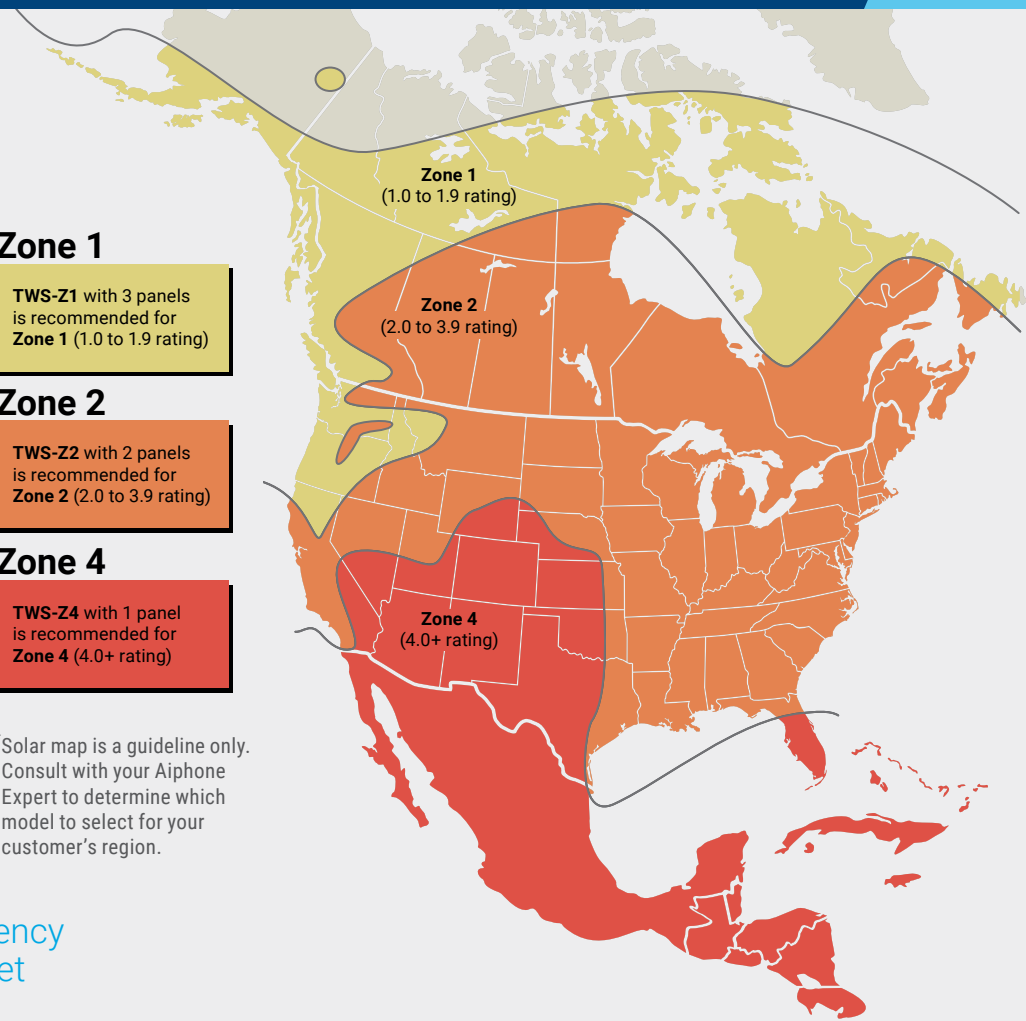 Zone 1
(1.0 to 1.9 rating)
Zone 2
(2.0 to 3.9 rating)
Zone 4
(4.0+ rating)
Zone 1
TWS-Z1 with 3 panels
is recommended for
Zone 1 (1.0 to 1.9 rating)
Zone 2
TWS-Z2 with 2 panels
is recommended for
Zone 2 (2.0 to 3.9 rating)
Zone 4
TWS-Z4 with 1 panel
is recommended for
Zone 4 (4.0+ rating)
Solar map is a guideline only.
Consult with your Aiphone
Expert to determine which
model to select for your
customer's region.
ency
et